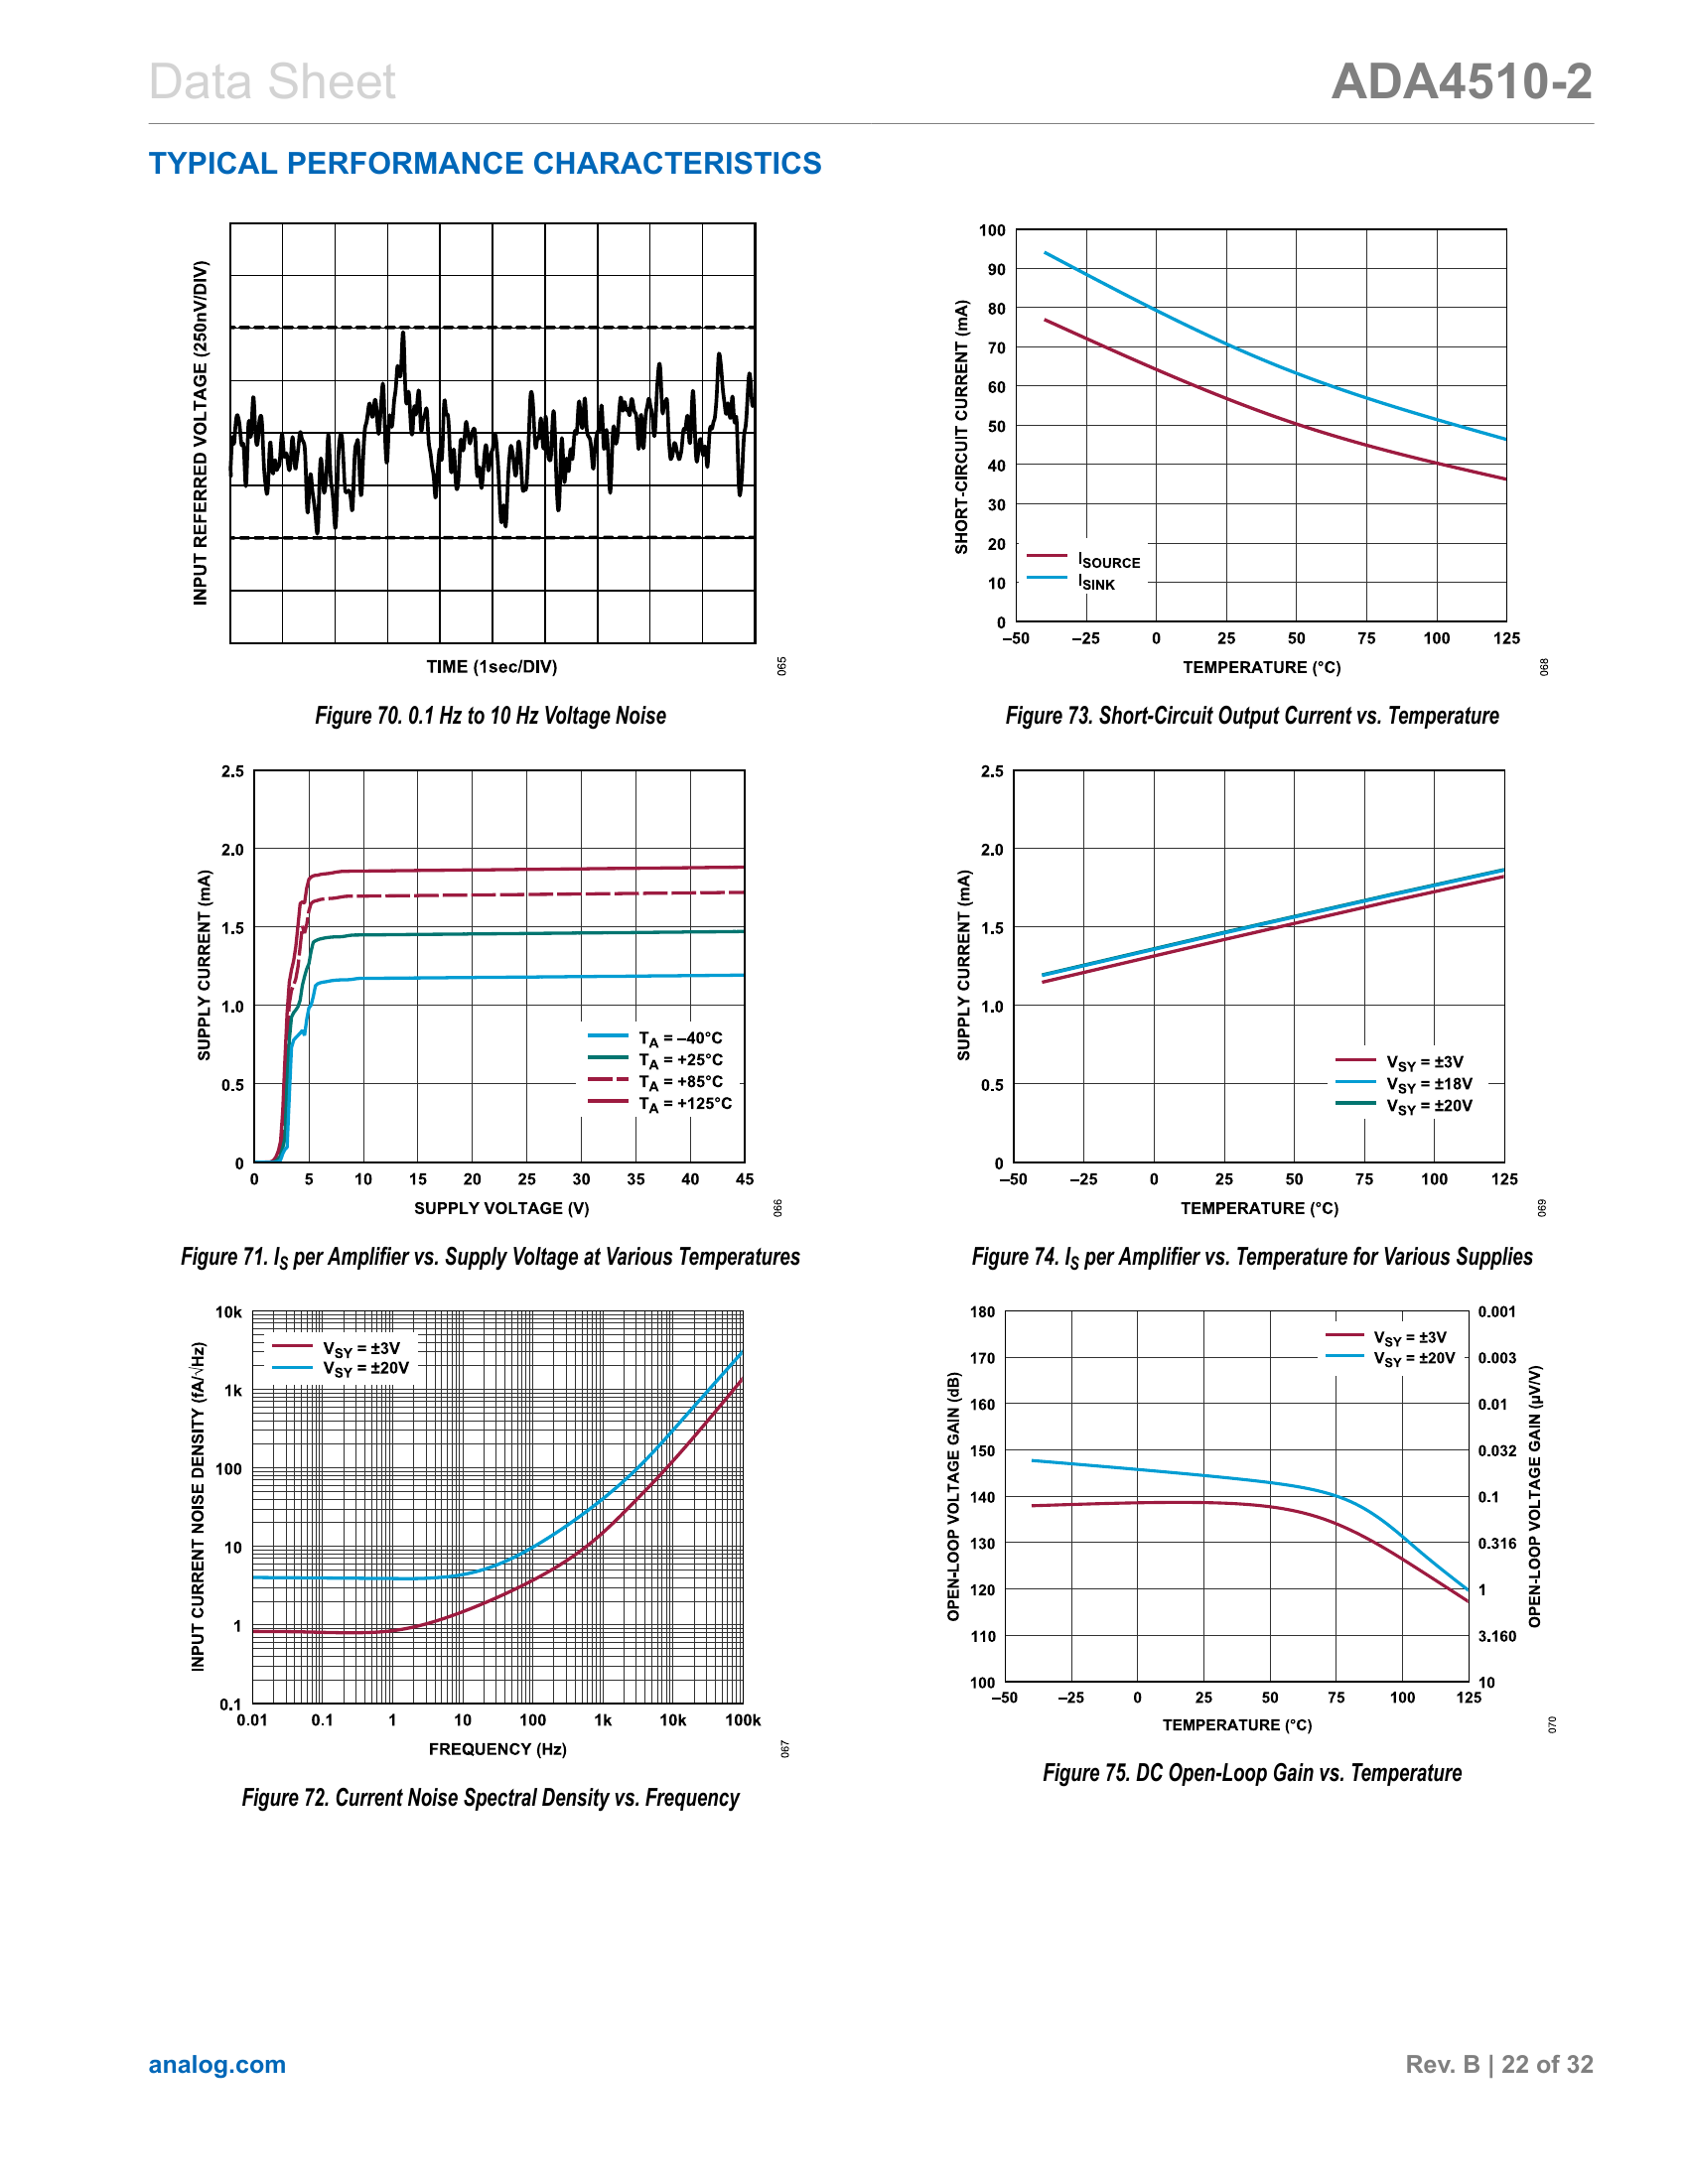 Data Sheet
ADA4510-2
TYPICAL PERFORMANCE CHARACTERISTICS
INPUT REFERRED VOLTAGE (250nV/DIV)
TIME (1sec/DIV)
065
Figure 70. 0.1 Hz to 10 Hz Voltage Noise
2.5
2.0
1.5
1.0
0.5
0
SUPPLY CURRENT (mA)
TA = –40°C
TA = +25°C
TA = +85°C
TA = +125°C
0 5 10 15 20 25 30 35 40 45
SUPPLY VOLTAGE (V)
066
Figure 71. IS per Amplifier vs. Supply Voltage at Various Temperatures
10k
1k
100
10
1
0.1
INPUT CURRENT NOISE DENSITY (fA/√Hz)
VSY = ±3V
VSY = ±20V
0.01 0.1 1 10 100 1k 10k 100k
FREQUENCY (Hz)
067
Figure 72. Current Noise Spectral Density vs. Frequency
100
90
80
70
60
50
40
30
20
10
0
SHORT-CIRCUIT CURRENT (mA)
ISOURCE
ISINK
–50 –25 0 25 50 75 100 125
TEMPERATURE (°C)
068
Figure 73. Short-Circuit Output Current vs. Temperature
2.5
2.0
1.5
1.0
0.5
0
SUPPLY CURRENT (mA)
VSY = ±3V
VSY = ±18V
VSY = ±20V
–50 –25 0 25 50 75 100 125
TEMPERATURE (°C)
069
Figure 74. IS per Amplifier vs. Temperature for Various Supplies
180
170
160
150
140
130
120
110
100
OPEN-LOOP VOLTAGE GAIN (dB)
VSY = ±3V
VSY = ±20V
0.001
0.003
0.01
0.032
0.1
0.316
1
3.160
10
OPEN-LOOP VOLTAGE GAIN (µV/V)
–50 –25 0 25 50 75 100 125
TEMPERATURE (°C)
070
Figure 75. DC Open-Loop Gain vs. Temperature
analog.com
Rev. B | 22 of 32